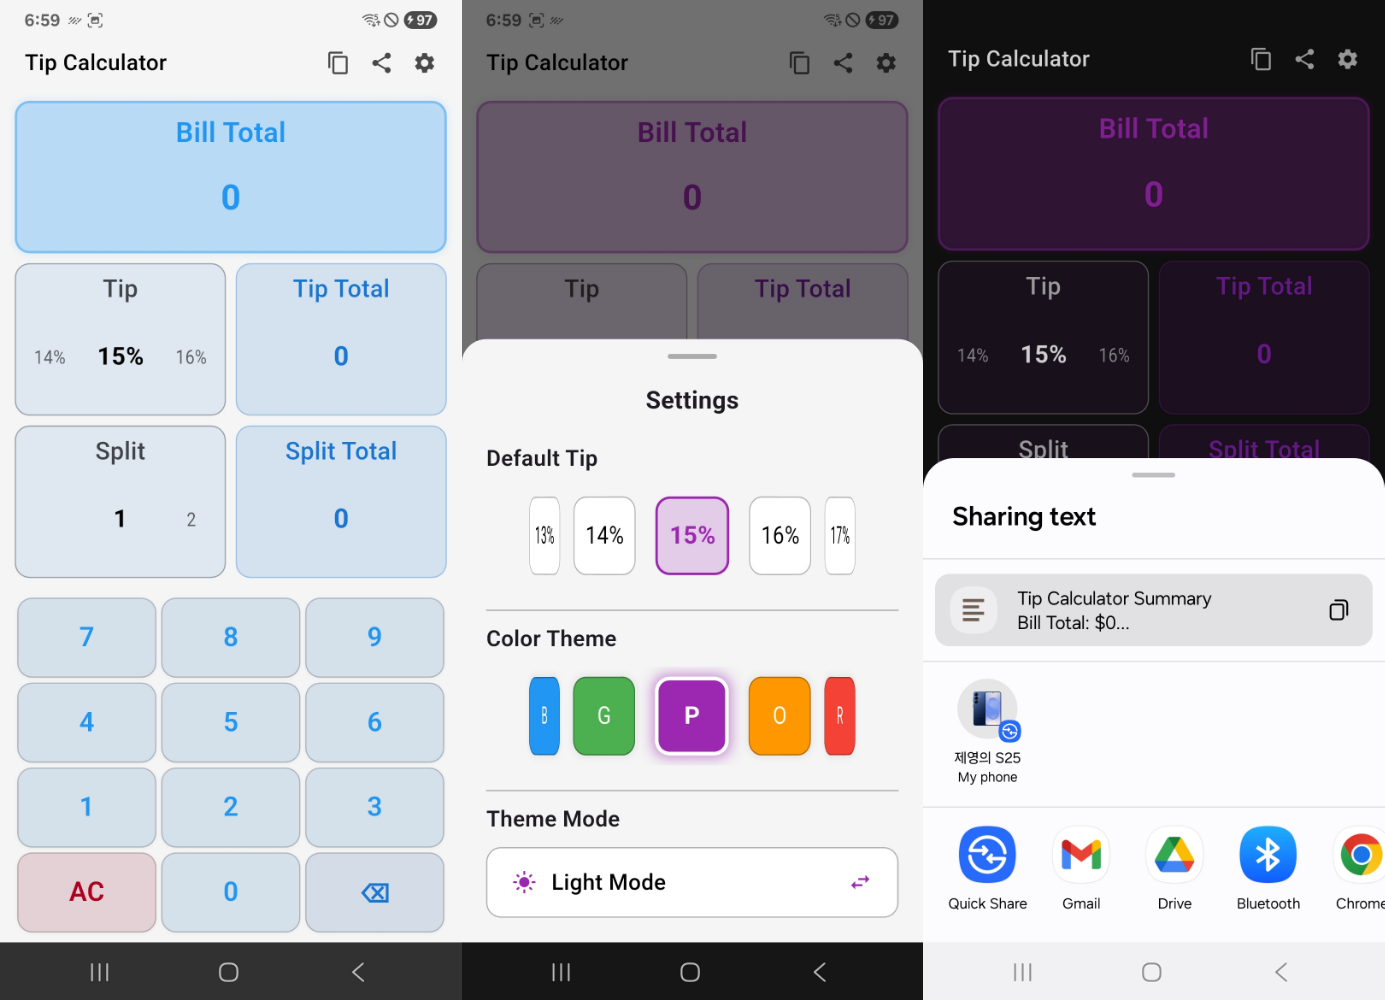 6:59
97
Tip Calculator
Bill Total
0
Tip
14% 15% 16%
Tip Total
0
Split
1 2
Split Total
0
7 8 9
4 5 6
1 2 3
AC 0
6:59
97
Tip Calculator
Bill Total
0
Tip
Tip Total
Settings
Default Tip
13% 14% 15% 16% 17%
Color Theme
B G P O R
Theme Mode
Light Mode
Tip Calculator
Bill Total
0
Tip
14% 15% 16%
Tip Total
0
Split
Split Total
Sharing text
Tip Calculator Summary
Bill Total: $0...
제영의 S25
My phone
Quick Share Gmail Drive Bluetooth Chrome